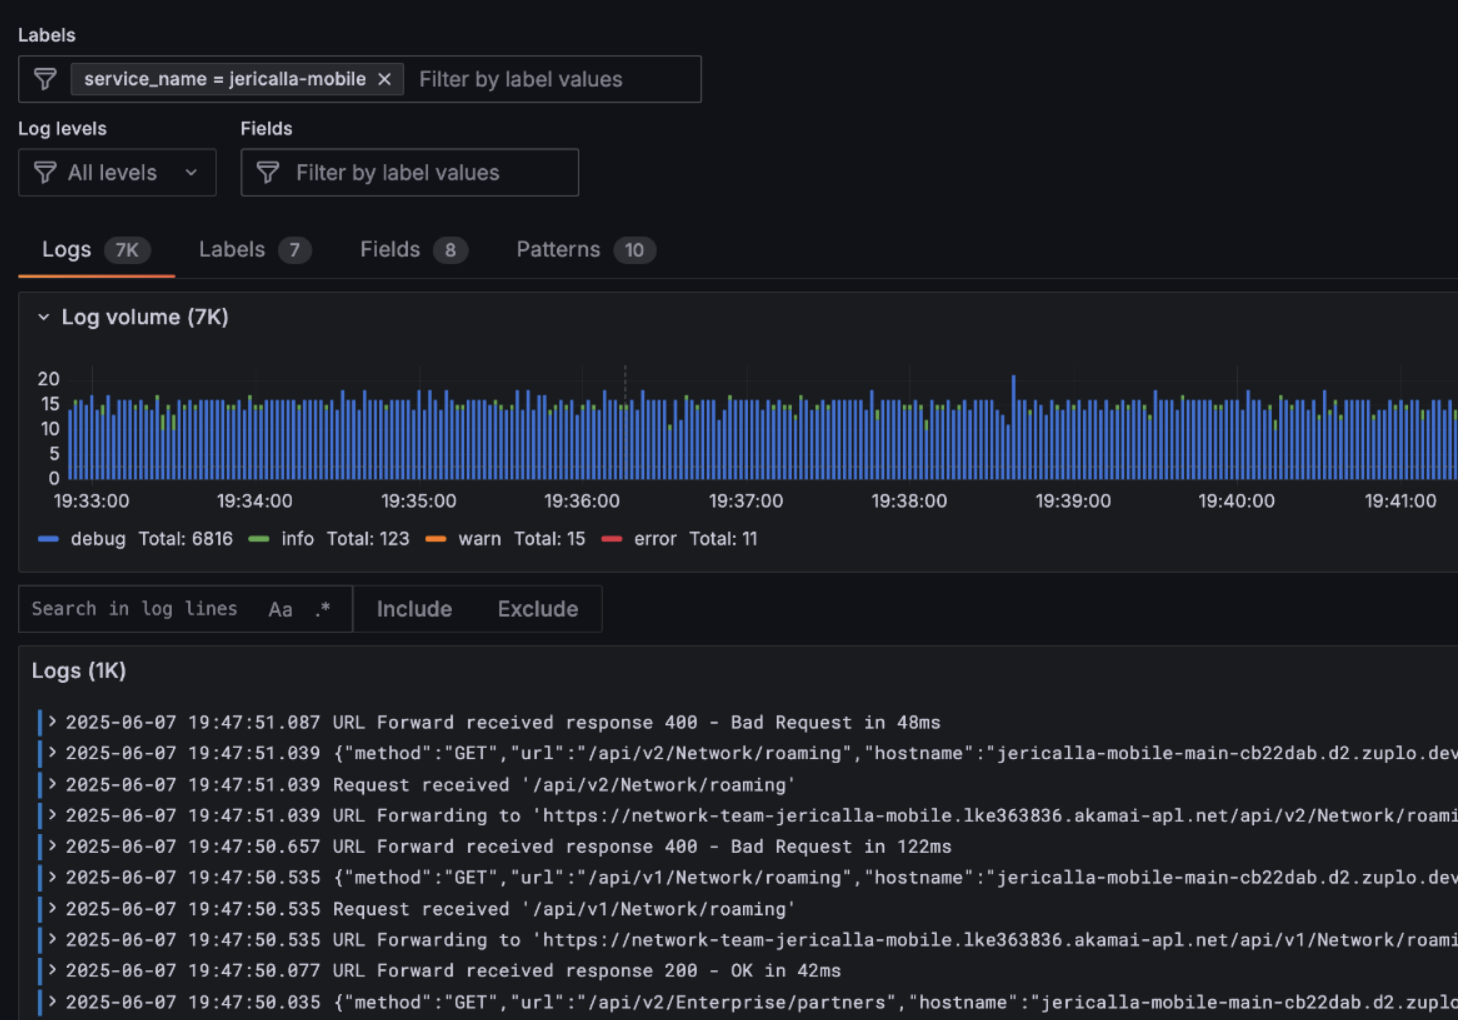 Labels
service_name = jericalla-mobile × Filter by label values
Log levels Fields
All levels Filter by label values
Logs 7K Labels 7 Fields 8 Patterns 10
Log volume (7K)
20
15
10
5
0
19:33:00 19:34:00 19:35:00 19:36:00 19:37:00 19:38:00 19:39:00 19:40:00 19:41:00
debug Total: 6816 info Total: 123 warn Total: 15 error Total: 11
Search in log lines Aa .* Include Exclude
Logs (1K)
> 2025-06-07 19:47:51.087 URL Forward received response 400 - Bad Request in 48ms
> 2025-06-07 19:47:51.039 {"method":"GET","url":"/api/v2/Network/roaming","hostname":"jericalla-mobile-main-cb22dab.d2.zuplo.dev
> 2025-06-07 19:47:51.039 Request received '/api/v2/Network/roaming'
> 2025-06-07 19:47:51.039 URL Forwarding to 'https://network-team-jericalla-mobile.lke363836.akamai-apl.net/api/v2/Network/roami
> 2025-06-07 19:47:50.657 URL Forward received response 400 - Bad Request in 122ms
> 2025-06-07 19:47:50.535 {"method":"GET","url":"/api/v1/Network/roaming","hostname":"jericalla-mobile-main-cb22dab.d2.zuplo.dev
> 2025-06-07 19:47:50.535 Request received '/api/v1/Network/roaming'
> 2025-06-07 19:47:50.535 URL Forwarding to 'https://network-team-jericalla-mobile.lke363836.akamai-apl.net/api/v1/Network/roami
> 2025-06-07 19:47:50.077 URL Forward received response 200 - OK in 42ms
> 2025-06-07 19:47:50.035 {"method":"GET","url":"/api/v2/Enterprise/partners","hostname":"jericalla-mobile-main-cb22dab.d2.zuplo